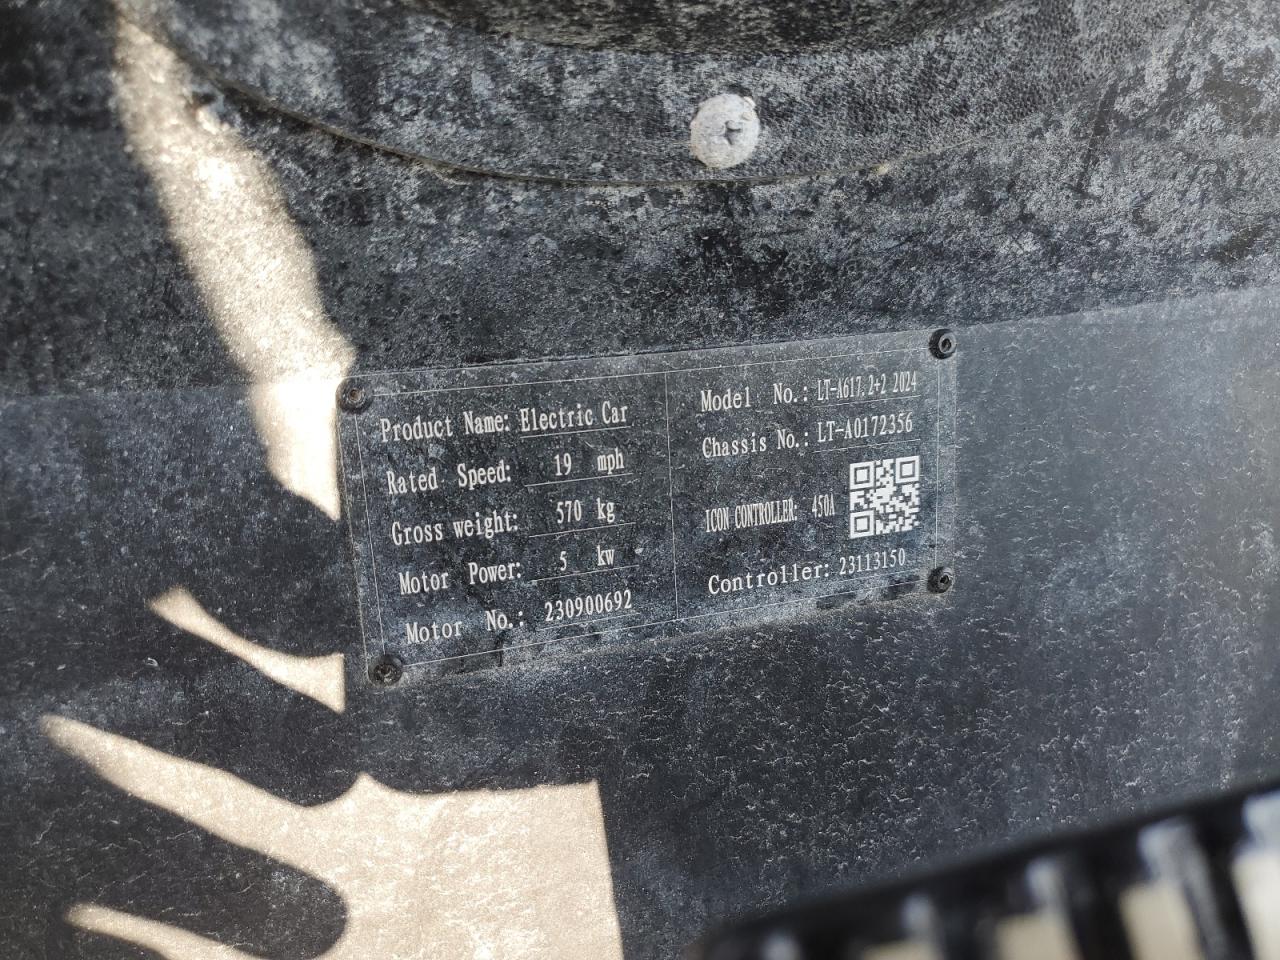 Product Name: Electric Car
Rated Speed: 19 mph
Gross weight: 570 kg
Motor Power: 5 kw
Motor No.: 230900692
Model No.: LT-A617.2+2 2024
Chassis No.: LT-A0172356
ICON CONTROLLER: 450A
Controller: 23113150